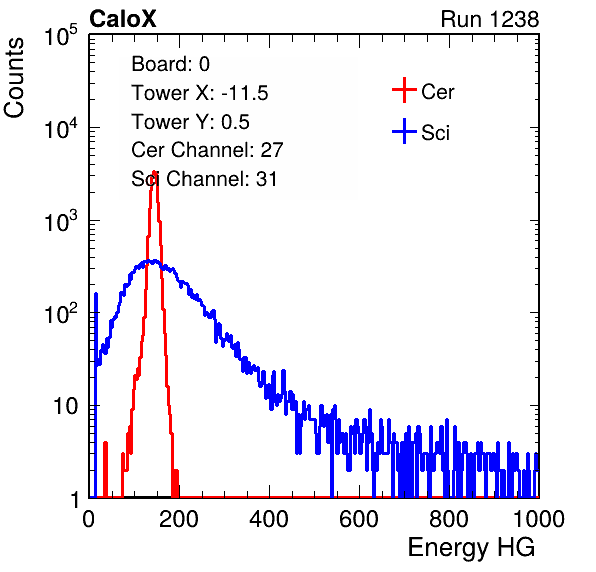 CaloX Run 1238
Counts
Energy HG
Board: 0
Tower X: -11.5
Tower Y: 0.5
Cer Channel: 27
Sci Channel: 31
Cer
Sci
10^5
10^4
10^3
10^2
10
1
0 200 400 600 800 1000